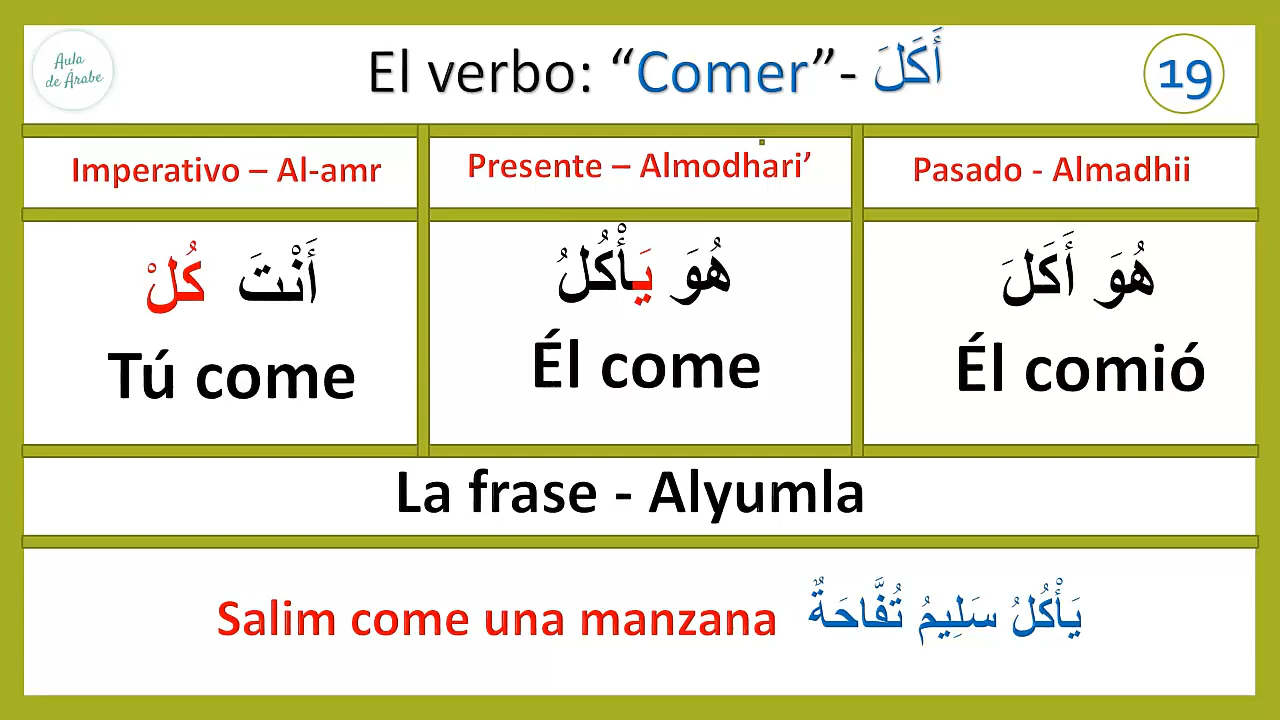 Aula
de Árabe
El verbo: “Comer”- أَكَلَ
19
Imperativo – Al-amr
Presente – Almodhari’
Pasado - Almadhii
أَنْتَ كُلْ
Tú come
هُوَ يَأْكُلُ
Él come
هُوَ أَكَلَ
Él comió
La frase - Alyumla
Salim come una manzana يَأْكُلُ سَلِيمُ تُفَّاحَةٌ